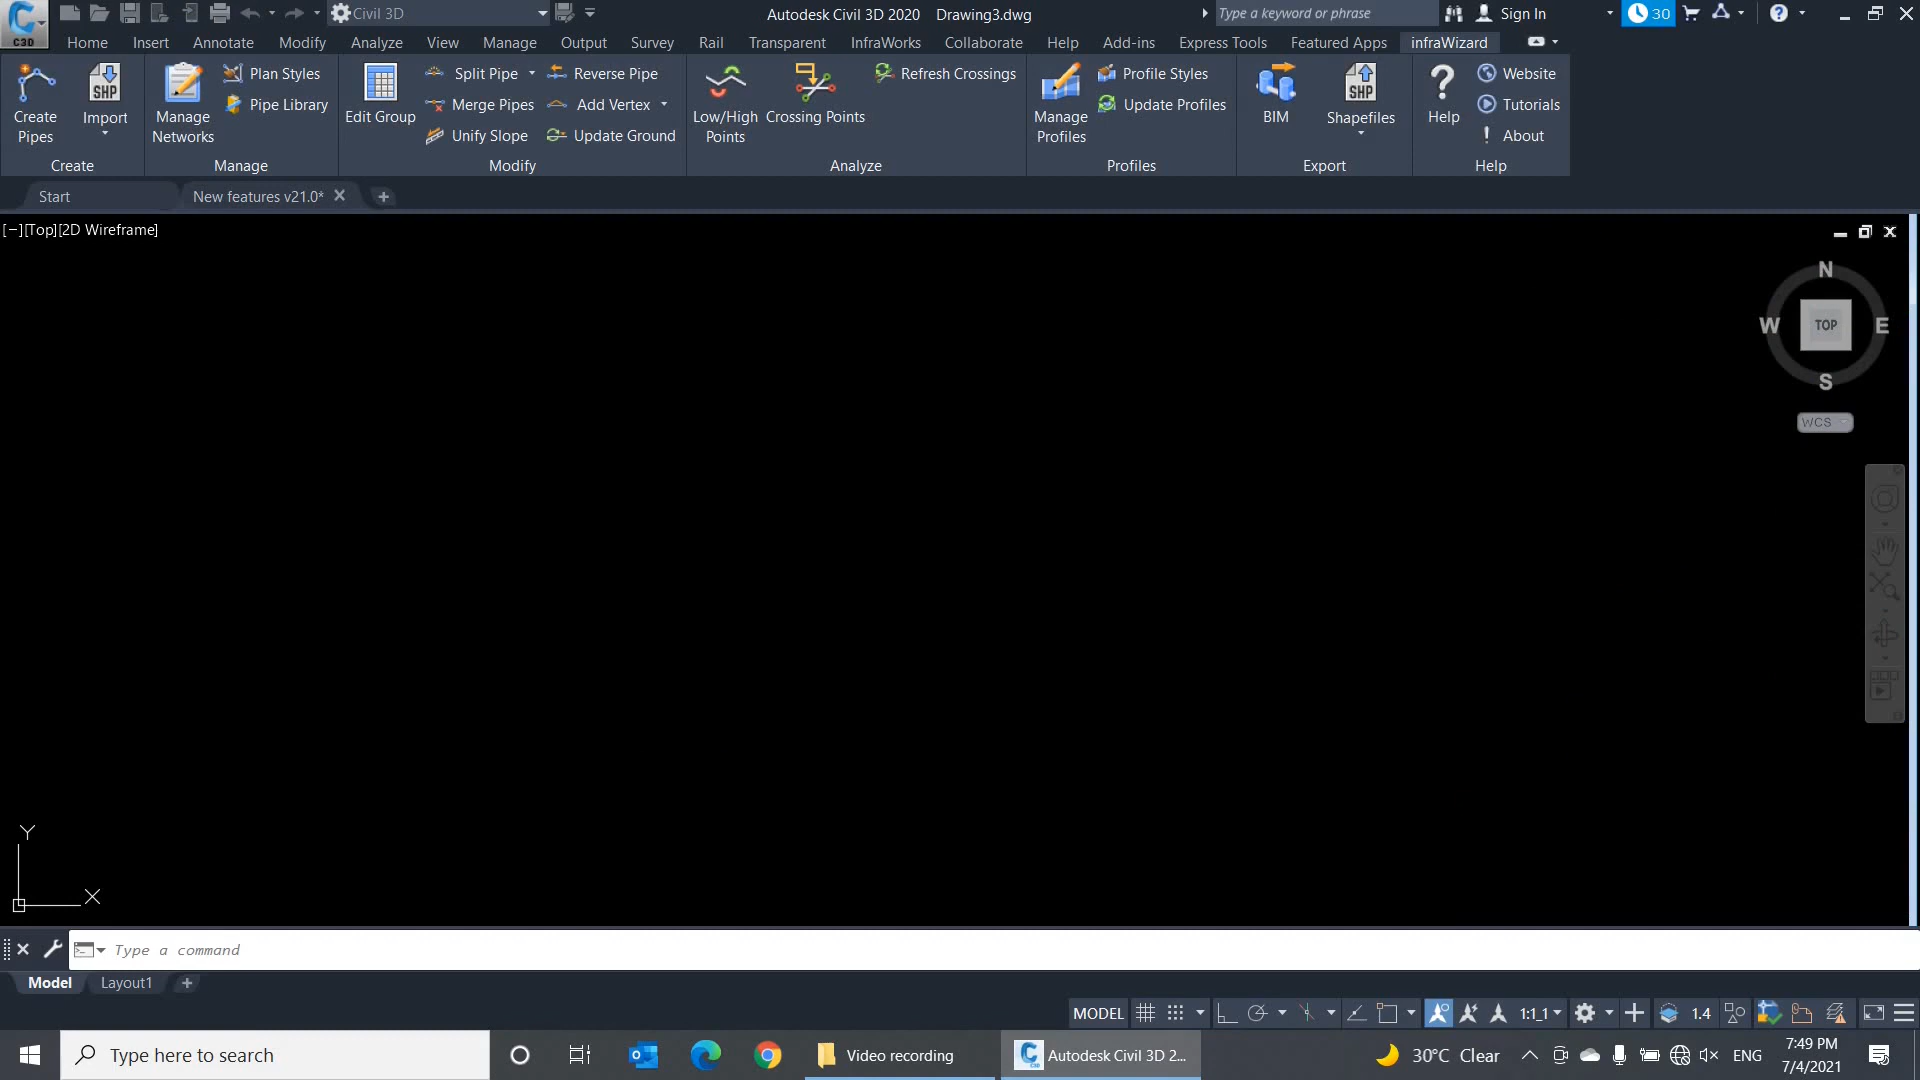 Civil 3D
Autodesk Civil 3D 2020 Drawing3.dwg
Type a keyword or phrase
Sign In
30
C3D
Home Insert Annotate Modify Analyze View Manage Output Survey Rail Transparent InfraWorks Collaborate Help Add-ins Express Tools Featured Apps infraWizard
Create
Pipes
SHP
Import
Create
Manage
Networks
Plan Styles
Pipe Library
Manage
Edit Group
Split Pipe
Merge Pipes
Unify Slope
Reverse Pipe
Add Vertex
Update Ground
Modify
Low/High
Points
Crossing Points
Refresh Crossings
Analyze
Manage
Profiles
Profile Styles
Update Profiles
Profiles
BIM
SHP
Shapefiles
Export
Help
Website
Tutorials
About
Help
Start
New features v21.0*
[−][Top][2D Wireframe]
N
W
TOP
E
S
WCS
Y
X
Type a command
Model
Layout1
MODEL
1:1_1
1.4
Type here to search
Video recording
Autodesk Civil 3D 2...
30°C Clear
ENG
7:49 PM
7/4/2021